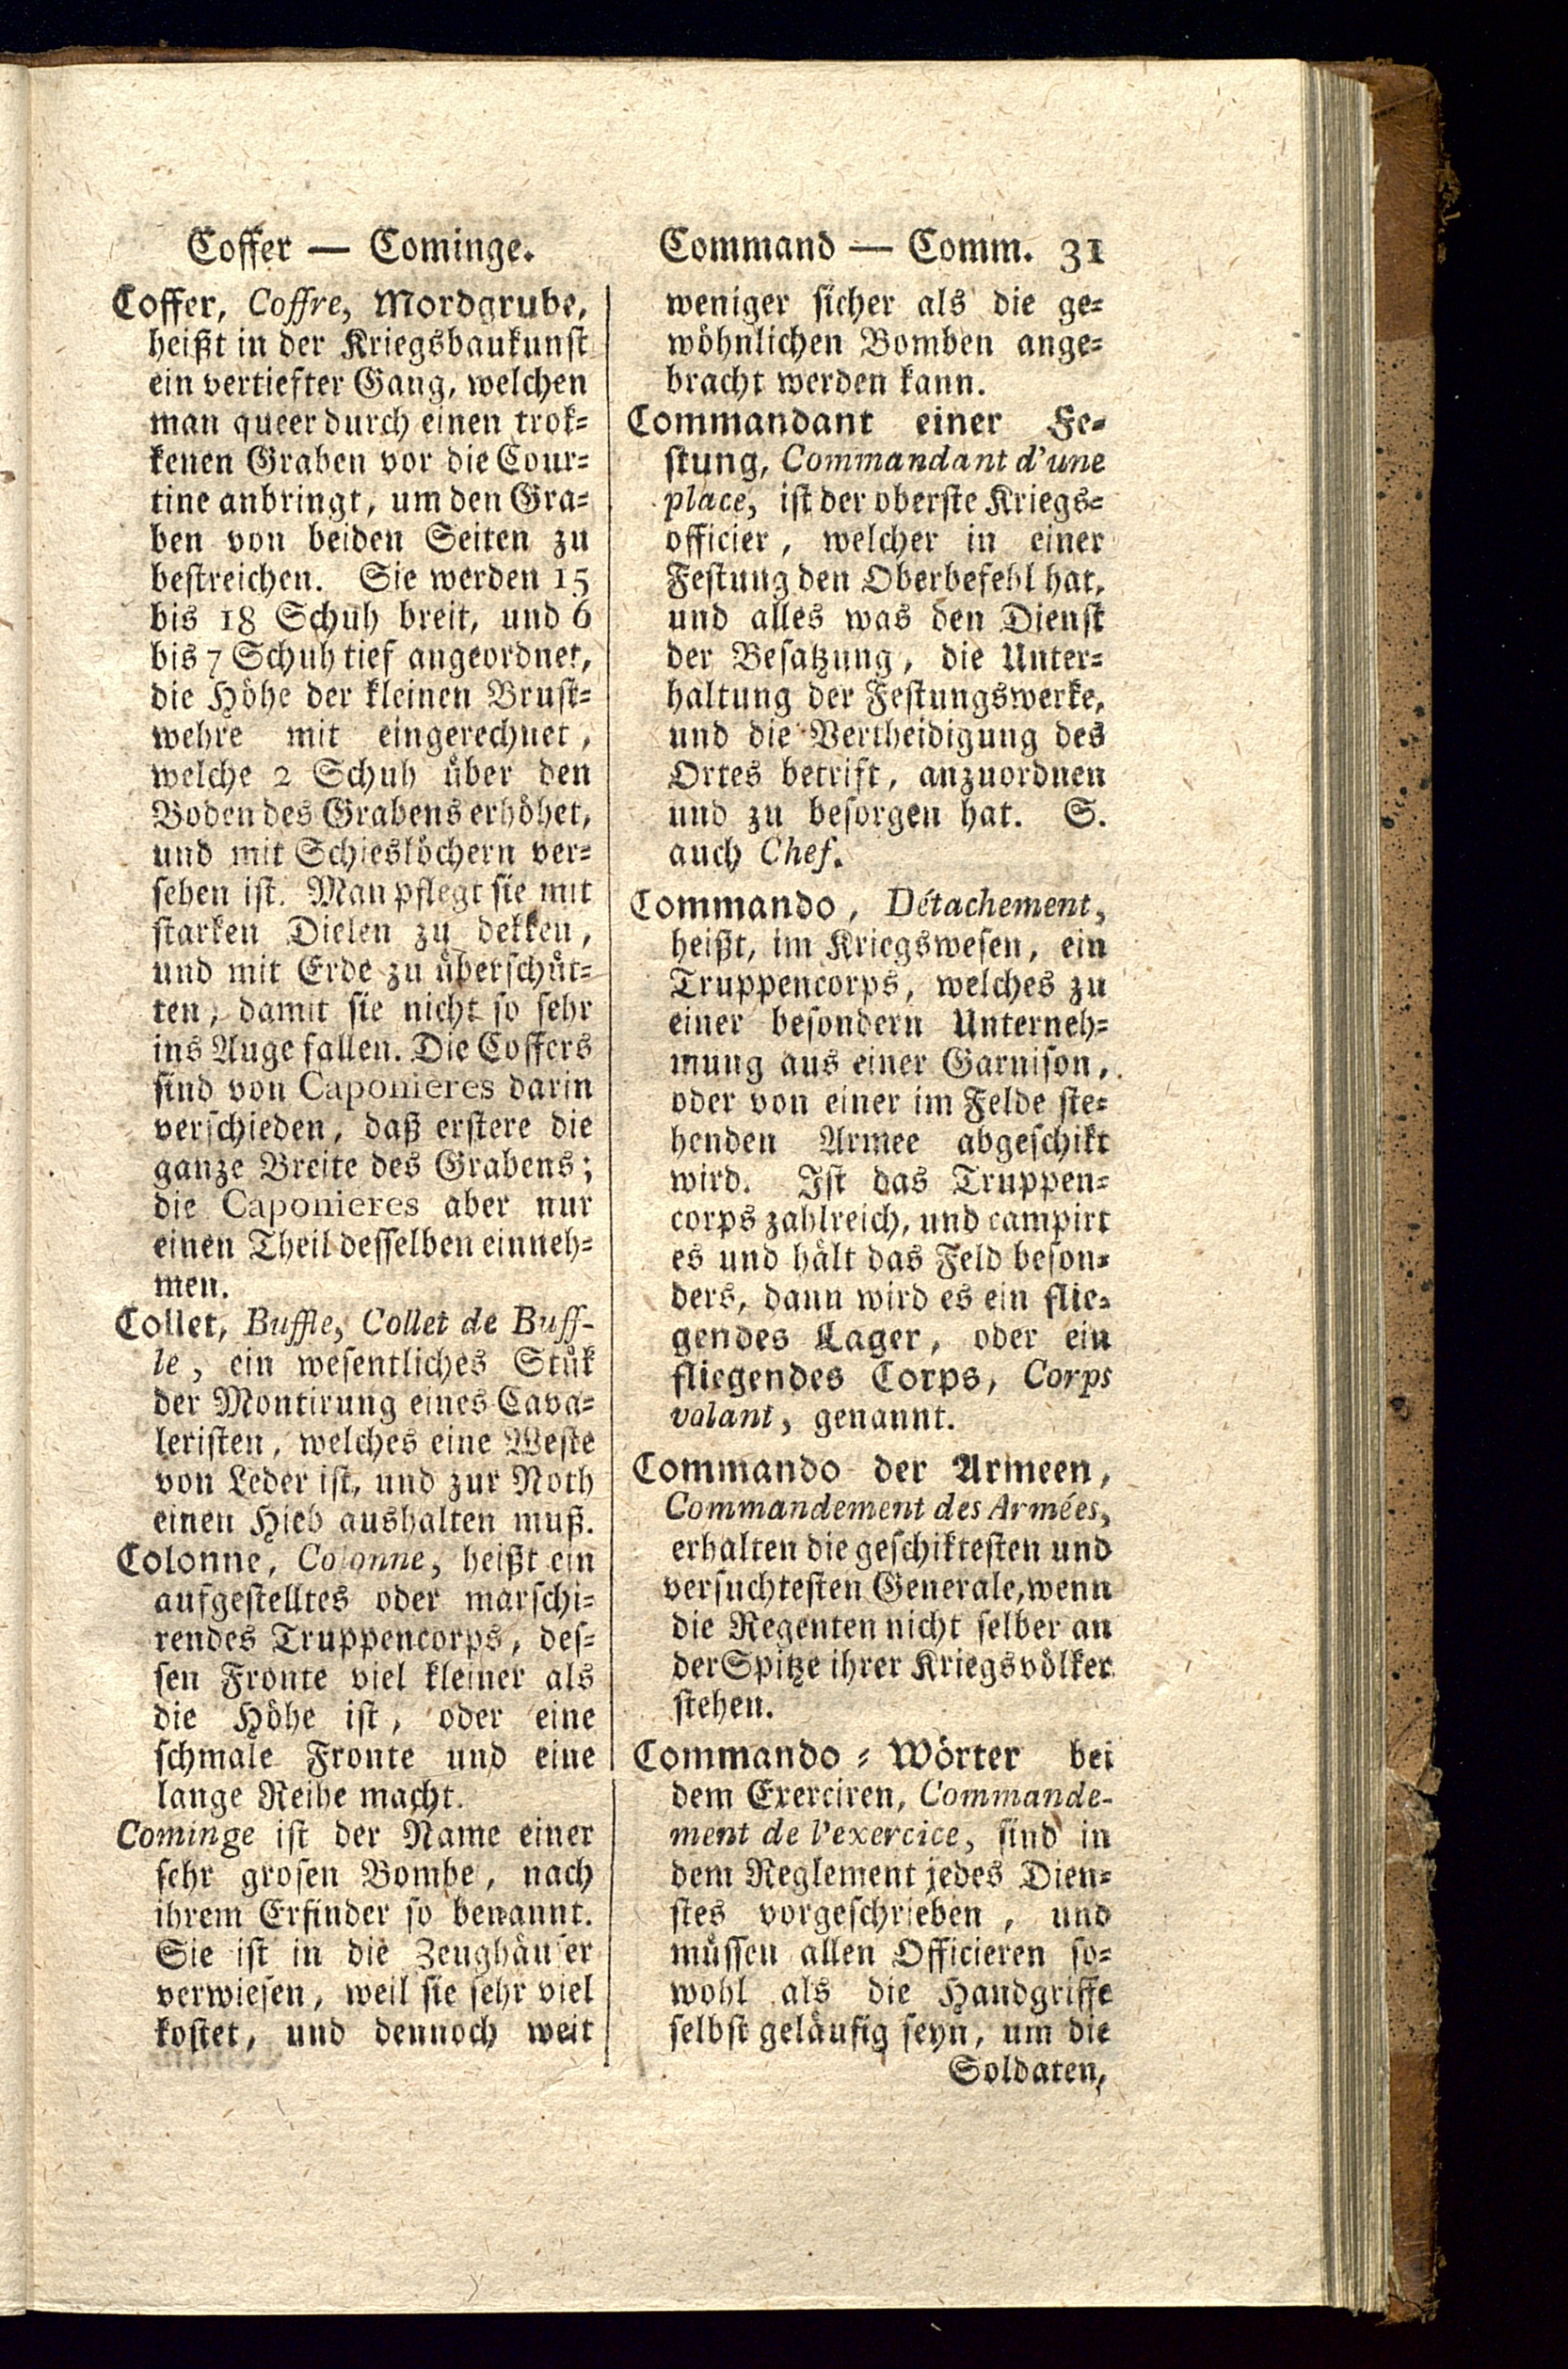 Coffer — Cominge.
Coffer, Coffre, Mordgrube,
heißt in der Kriegsbaukunst
ein vertiefter Gang, welchen
man queer durch einen trok-
kenen Graben vor die Cour-
tine anbringt, um den Gra-
ben von beiden Seiten zu
bestreichen. Sie werden 15
bis 18 Schuh breit, und 6
bis 7 Schuh tief angeordnet,
die Höhe der kleinen Brust-
wehre mit eingerechnet,
welche 2 Schuh über den
Boden des Grabens erhöhet,
und mit Schieslöchern ver-
sehen ist. Man pflegt sie mit
starken Dielen zu dekken,
und mit Erde zu überschüt-
ten, damit sie nicht so sehr
ins Auge fallen. Die Coffers
sind von Caponieres darin
verschieden, daß erstere die
ganze Breite des Grabens;
die Caponieres aber nur
einen Theil desselben einneh-
men.
Collet, Buffle, Collet de Buff-
le, ein wesentliches Stük
der Montirung eines Cava-
leristen, welches eine Weste
von Leder ist, und zur Noth
einen Hieb aushalten muß.
Colonne, Colonne, heißt ein
aufgestelltes oder marschi-
rendes Truppencorps, des-
sen Fronte viel kleiner als
die Höhe ist, oder eine
schmale Fronte und eine
lange Reihe macht.
Cominge ist der Name einer
sehr grosen Bombe, nach
ihrem Erfinder so benannt.
Sie ist in die Zeughäuser
verwiesen, weil sie sehr viel
kostet, und dennoch weit
Command — Comm. 31
weniger sicher als die ge-
wöhnlichen Bomben ange-
bracht werden kann.
Commandant einer Fe-
stung, Commandant d'une
place, ist der oberste Kriegs-
officier, welcher in einer
Festung den Oberbefehl hat,
und alles was den Dienst
der Besatzung, die Unter-
haltung der Festungswerke,
und die Vertheidigung des
Ortes betrift, anzuordnen
und zu besorgen hat. S.
auch Chef.
Commando, Détachement,
heißt, im Kriegswesen, ein
Truppencorps, welches zu
einer besondern Unterneh-
mung aus einer Garnison,
oder von einer im Felde ste-
henden Armee abgeschikt
wird. Ist das Truppen-
corps zahlreich, und campirt
es und hält das Feld beson-
ders, dann wird es ein flie-
gendes Lager, oder ein
fliegendes Corps, Corps
volant, genannt.
Commando der Armeen,
Commandement des Armées,
erhalten die geschiktesten und
versuchtesten Generale, wenn
die Regenten nicht selber an
der Spitze ihrer Kriegsvölker
stehen.
Commando-Wörter bei
dem Exerciren, Commande-
ment de l'exercice, sind in
dem Reglement jedes Dien-
stes vorgeschrieben, und
müssen allen Officieren so-
wohl als die Handgriffe
selbst geläufig seyn, um die
Soldaten,